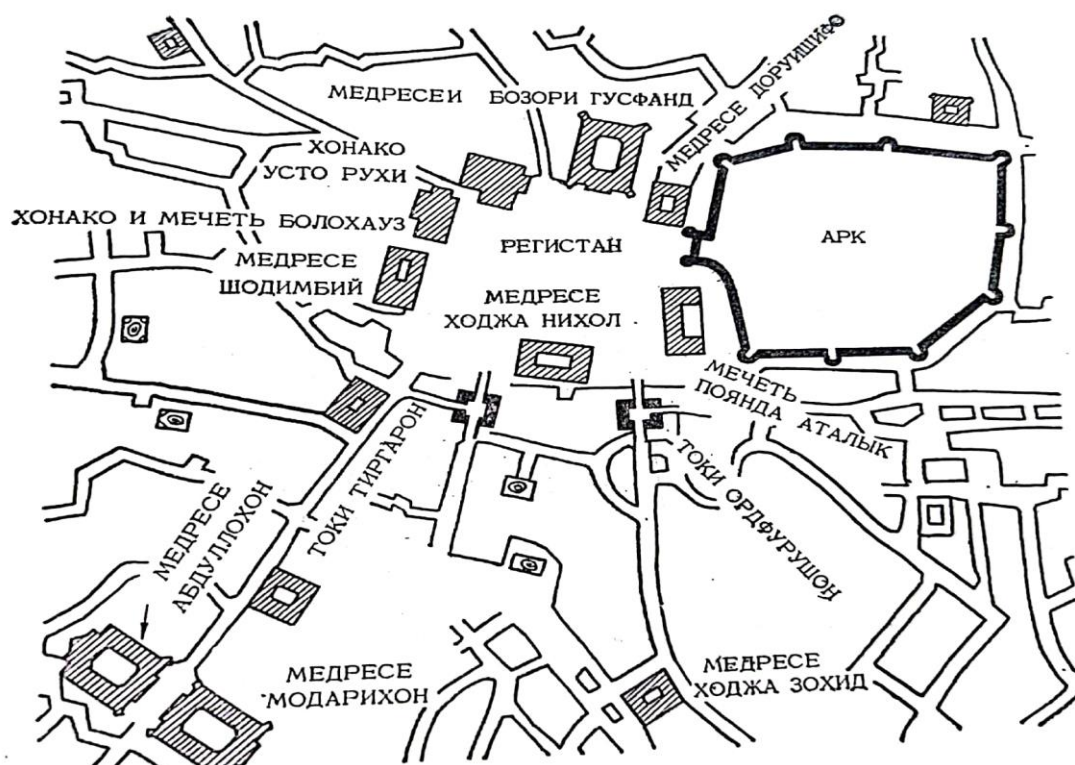 МЕДРЕСЕИ БОЗОРИ ГУСФАНД
МЕДРЕСЕ ДОРУИШИФО
ХОНАКО
УСТО РУХИ
ХОНАКО И МЕЧЕТЬ БОЛОХАУЗ
РЕГИСТАН
АРК
МЕДРЕСЕ
ШОДИМБИЙ
МЕДРЕСЕ
ХОДЖА НИХОЛ
МЕЧЕТЬ
ПОЯНДА АТАЛЫК
ТОКИ ТИРГАРОН
ТОКИ ОРДФУРУШОН
МЕДРЕСЕ
АБДУЛЛОХОН
МЕДРЕСЕ
МОДАРИХОН
МЕДРЕСЕ
ХОДЖА ЗОХИД